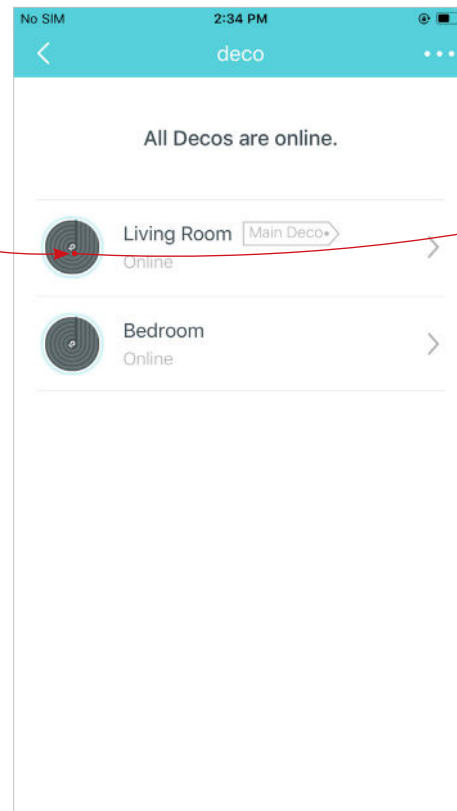 No SIM 2:34 PM
deco
All Decos are online.
Living Room Main Deco
Online
Bedroom
Online